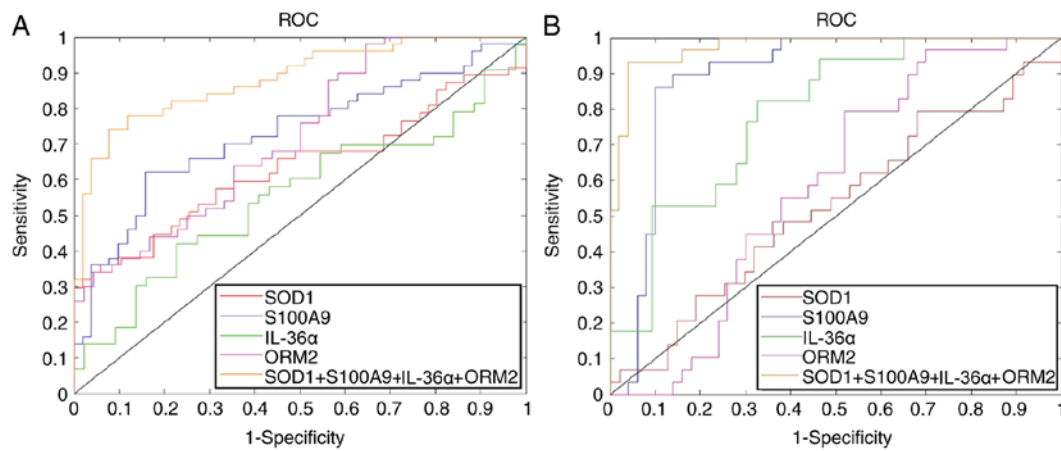 A
ROC
Sensitivity
1
0.9
0.8
0.7
0.6
0.5
0.4
0.3
0.2
0.1
0
SOD1
S100A9
IL-36α
ORM2
SOD1+S100A9+IL-36α+ORM2
0 0.1 0.2 0.3 0.4 0.5 0.6 0.7 0.8 0.9 1
1-Specificity
B
ROC
Sensitivity
1
0.9
0.8
0.7
0.6
0.5
0.4
0.3
0.2
0.1
0
SOD1
S100A9
IL-36α
ORM2
SOD1+S100A9+IL-36α+ORM2
0 0.1 0.2 0.3 0.4 0.5 0.6 0.7 0.8 0.9 1
1-Specificity